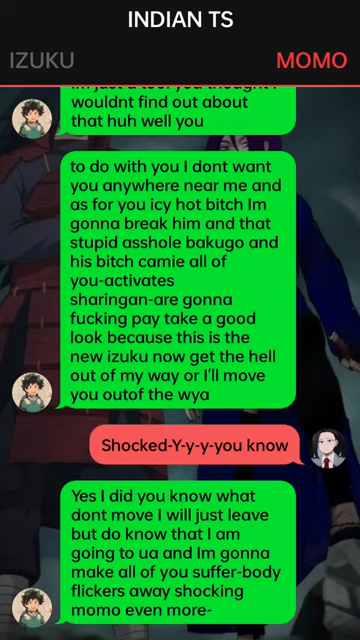 INDIAN TS
IZUKU
MOMO
wouldnt find out about
that huh well you
to do with you I dont want
you anywhere near me and
as for you icy hot bitch Im
gonna break him and that
stupid asshole bakugo and
his bitch camie all of
you-activates
sharingan-are gonna
fucking pay take a good
look because this is the
new izuku now get the hell
out of my way or I'll move
you outof the wya
Shocked-Y-y-y-you know
Yes I did you know what
dont move I will just leave
but do know that I am
going to ua and Im gonna
make all of you suffer-body
flickers away shocking
momo even more-